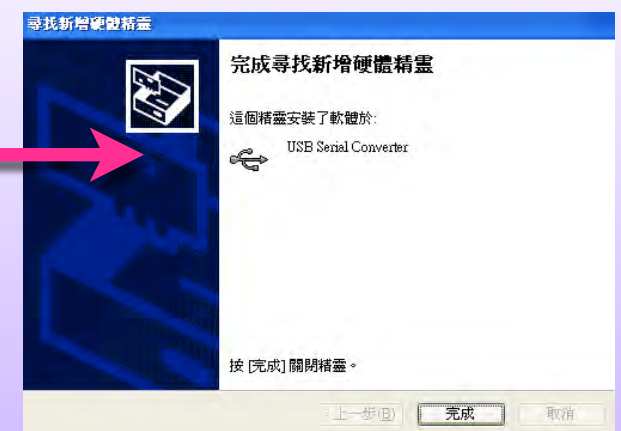 尋找新增硬體精靈
完成尋找新增硬體精靈
這個精靈安裝了軟體於:
USB Serial Converter
按 [完成] 關閉精靈。
上一步(B)
完成
取消